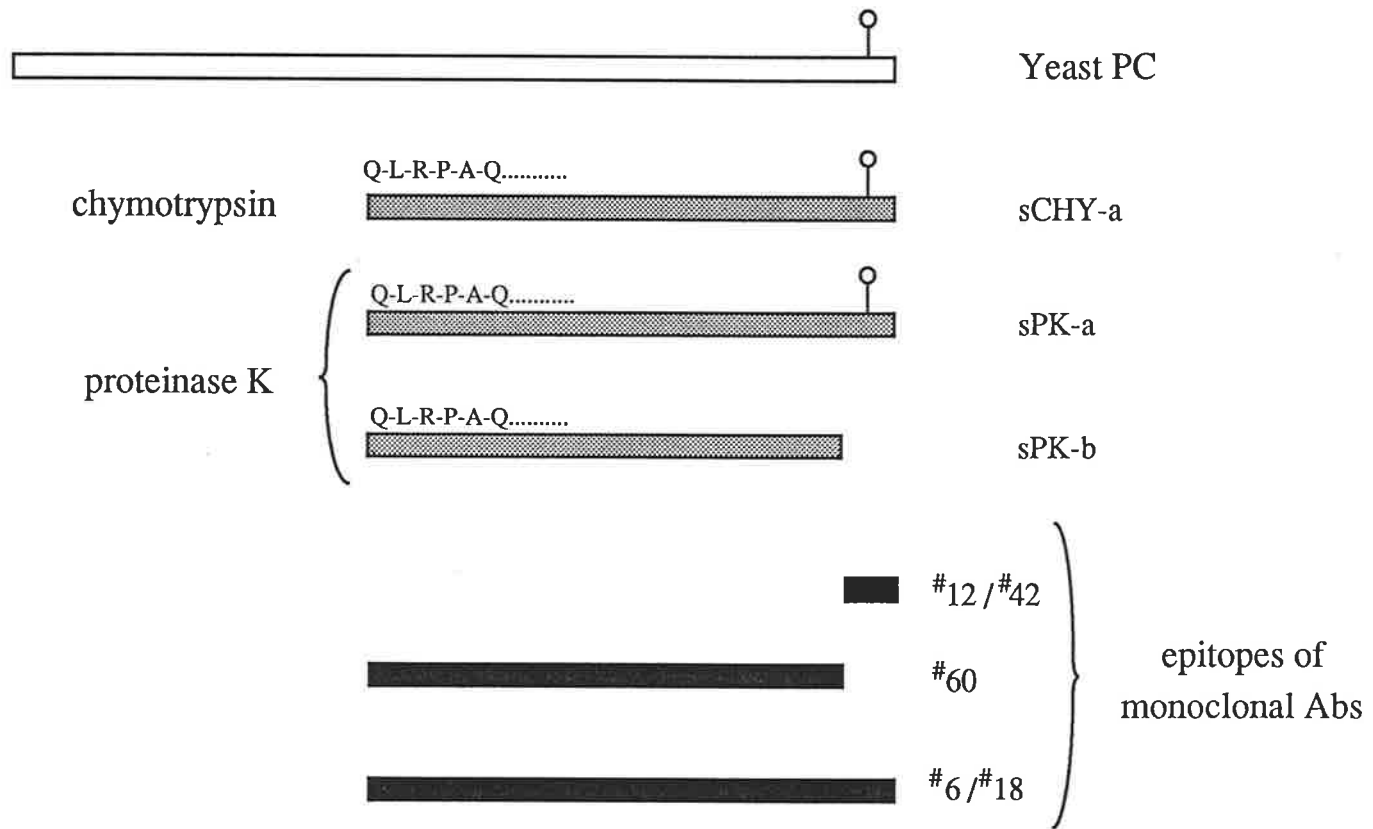 Yeast PC
Q-L-R-P-A-Q...........
chymotrypsin
sCHY-a
Q-L-R-P-A-Q...........
sPK-a
proteinase K
Q-L-R-P-A-Q..........
sPK-b
#12/#42
#60
epitopes of
monoclonal Abs
#6/#18